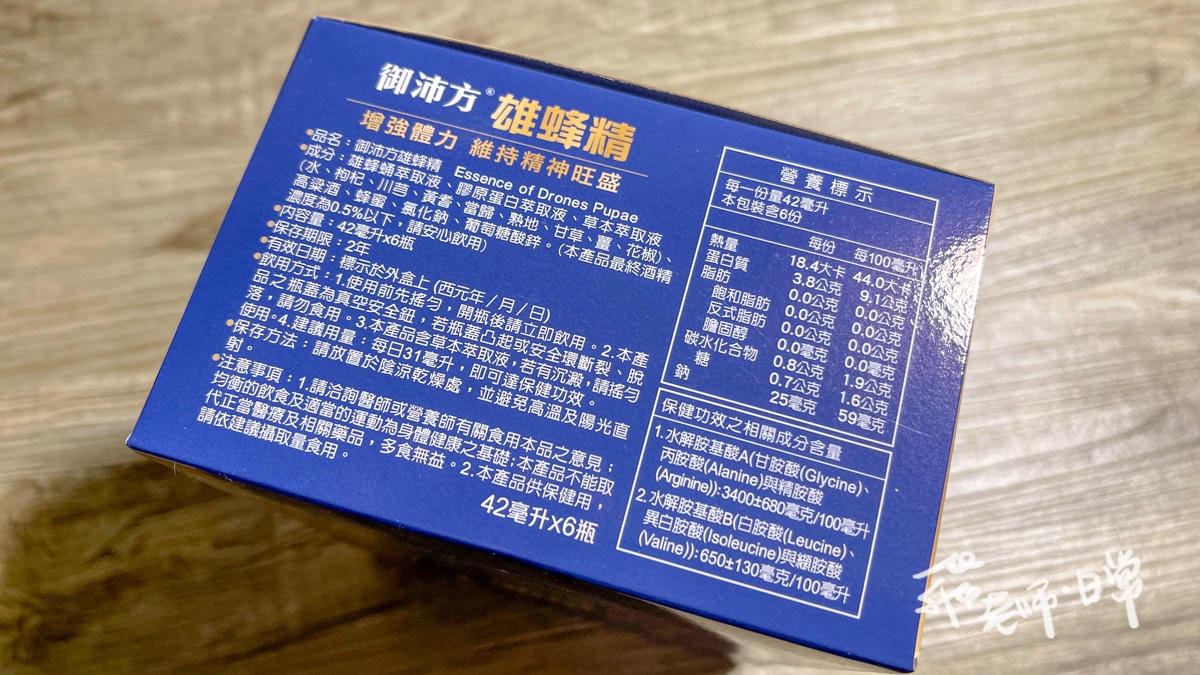 御沛方® 雄蜂精
增強體力 維持精神旺盛
•品名：御沛方雄蜂精 Essence of Drones Pupae
•成分：雄蜂蛹萃取液、膠原蛋白萃取液、草本萃取液
(水、枸杞、川芎、黃耆、當歸、熟地、甘草、薑、花椒)、
高粱酒、蜂蜜、氯化鈉、葡萄糖酸鋅。(本產品最終酒精
濃度為0.5%以下，請安心飲用)
•內容量：42毫升x6瓶
•保存期限：2年
•有效日期：標示於外盒上 (西元年/月/日)
•飲用方式：1.使用前先搖勻，開瓶後請立即飲用。2.本產
品之瓶蓋為真空安全鈕，若瓶蓋凸起或安全環斷裂、脫
落，請勿食用。3.本產品含草本萃取液，若有沉澱，請搖勻
使用。4.建議用量：每日31毫升，即可達保健功效。
•保存方法：請放置於陰涼乾燥處，並避免高溫及陽光直
射。
•注意事項：1.請洽詢醫師或營養師有關食用本品之意見；
均衡的飲食及適當的運動為身體健康之基礎；本產品不能取
代正當醫療及相關藥品，多食無益。2.本產品供保健用，
請依建議攝取量食用。
42毫升x6瓶
營養標示
每一份量42毫升
本包裝含6份
每份 每100毫升
熱量 18.4大卡 44.0大卡
蛋白質 3.8公克 9.1公克
脂肪 0.0公克 0.0公克
飽和脂肪 0.0公克 0.0公克
反式脂肪 0.0公克 0.0公克
膽固醇 0.0毫克 0.0毫克
碳水化合物 0.8公克 1.9公克
糖 0.7公克 1.6公克
鈉 25毫克 59毫克
保健功效之相關成分含量
1.水解胺基酸A(甘胺酸(Glycine)、
丙胺酸(Alanine)與精胺酸
(Arginine)):3400±680毫克/100毫升
2.水解胺基酸B(白胺酸(Leucine)、
異白胺酸(Isoleucine)與纈胺酸
(Valine)):650±130毫克/100毫升
老師·日常